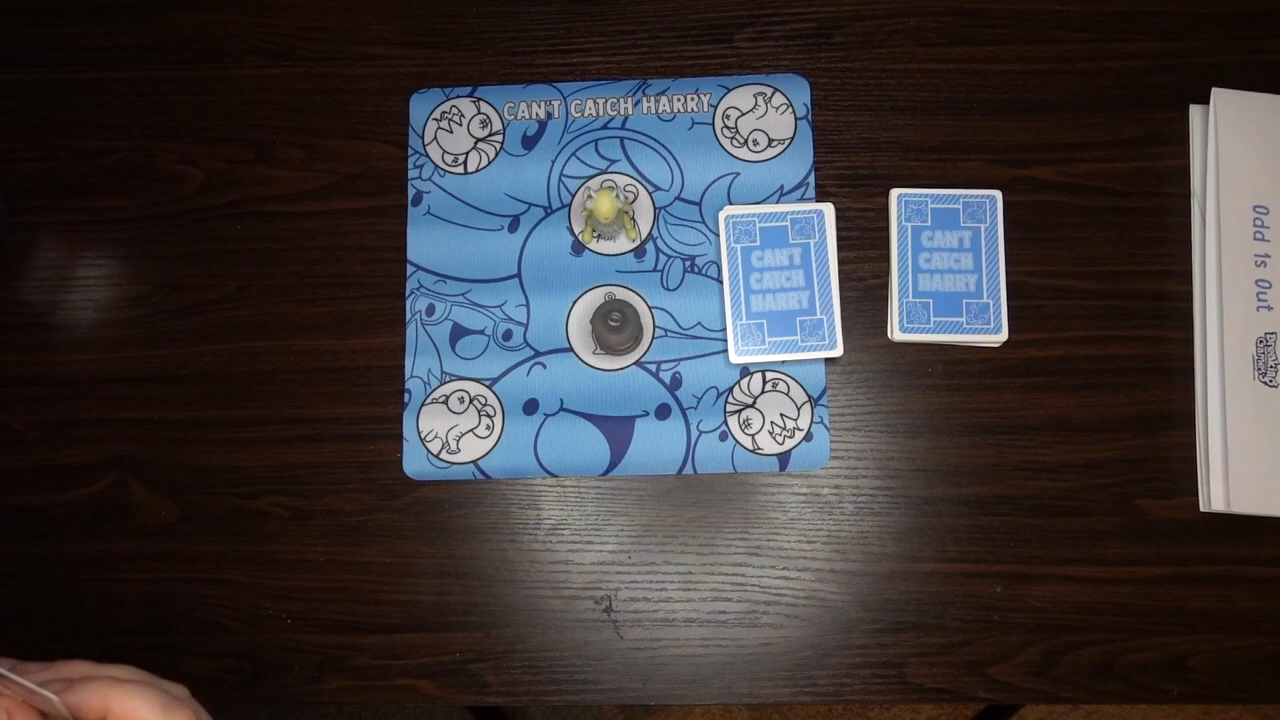 CAN'T CATCH HARRY
CAN'T
CATCH
HARRY
CAN'T
CATCH
HARRY
Odd is Out